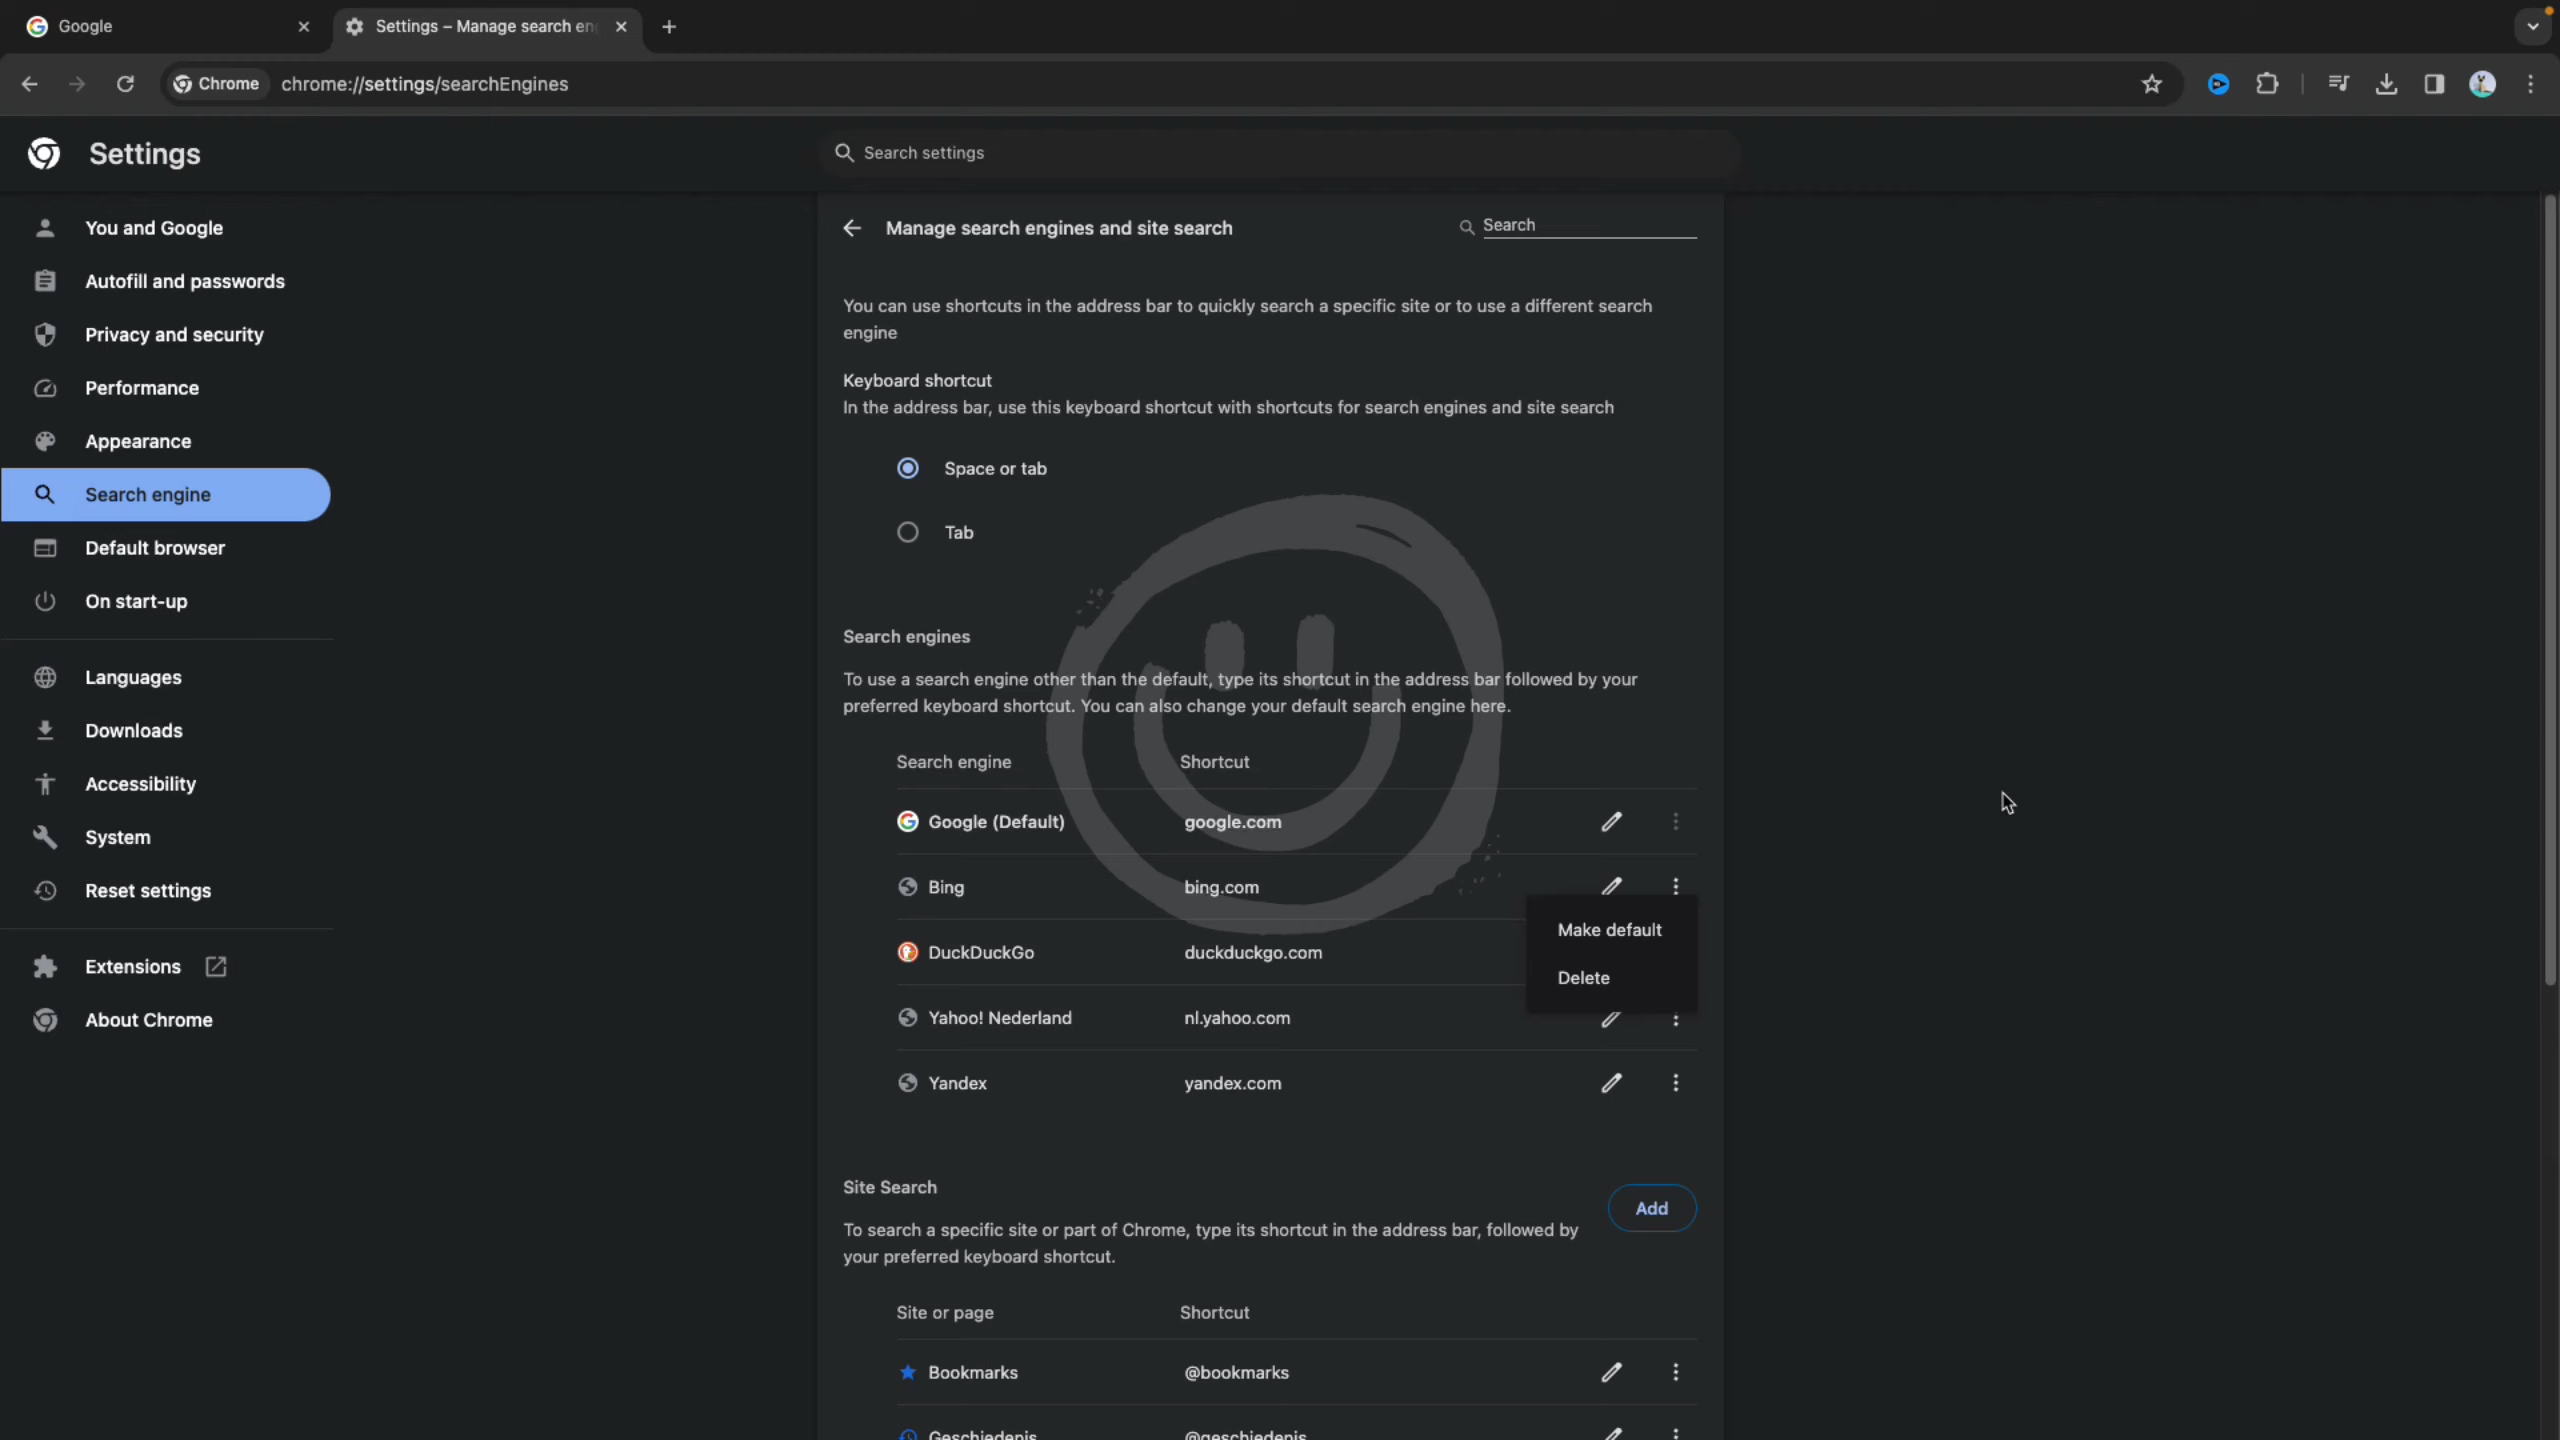 Google
Settings – Manage search en
Chrome
chrome://settings/searchEngines
Settings
Search settings
You and Google
Autofill and passwords
Privacy and security
Performance
Appearance
Search engine
Default browser
On start-up
Languages
Downloads
Accessibility
System
Reset settings
Extensions
About Chrome
Manage search engines and site search
Search
You can use shortcuts in the address bar to quickly search a specific site or to use a different search
engine
Keyboard shortcut
In the address bar, use this keyboard shortcut with shortcuts for search engines and site search
Space or tab
Tab
Search engines
To use a search engine other than the default, type its shortcut in the address bar followed by your
preferred keyboard shortcut. You can also change your default search engine here.
Search engine Shortcut
Google (Default) google.com
Bing bing.com
Make default
DuckDuckGo duckduckgo.com
Delete
Yahoo! Nederland nl.yahoo.com
Yandex yandex.com
Site Search
Add
To search a specific site or part of Chrome, type its shortcut in the address bar, followed by
your preferred keyboard shortcut.
Site or page Shortcut
Bookmarks @bookmarks
Geschiedenis @geschiedenis